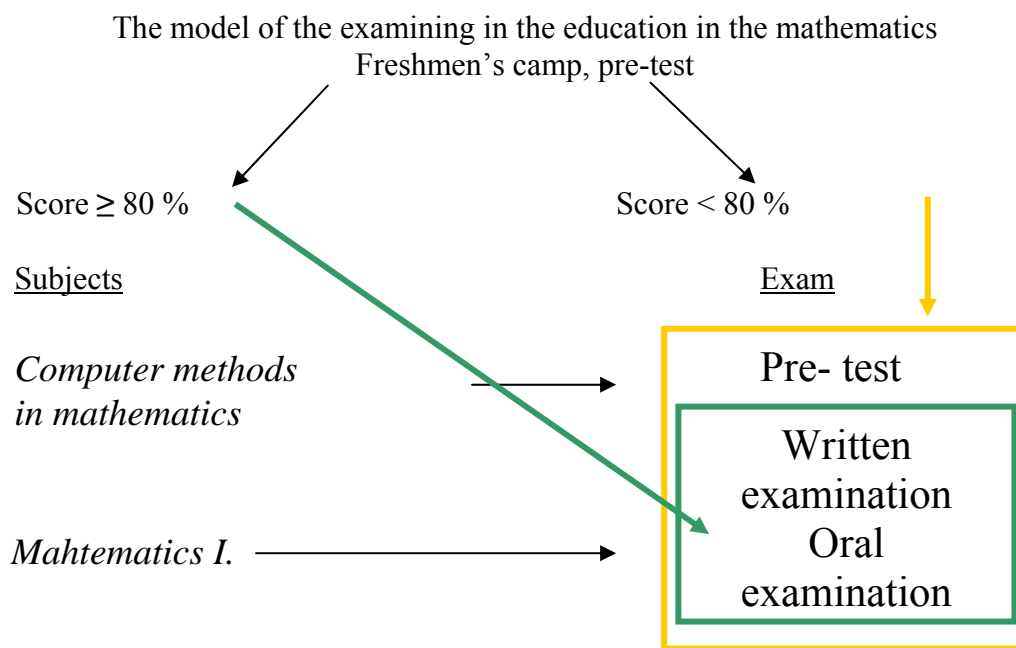 The model of the examining in the education in the mathematics
Freshmen’s camp, pre-test
Score ≥ 80 %
Score < 80 %
Subjects
Exam
Computer methods
in mathematics
Pre- test
Written
examination
Oral
examination
Mahtematics I.